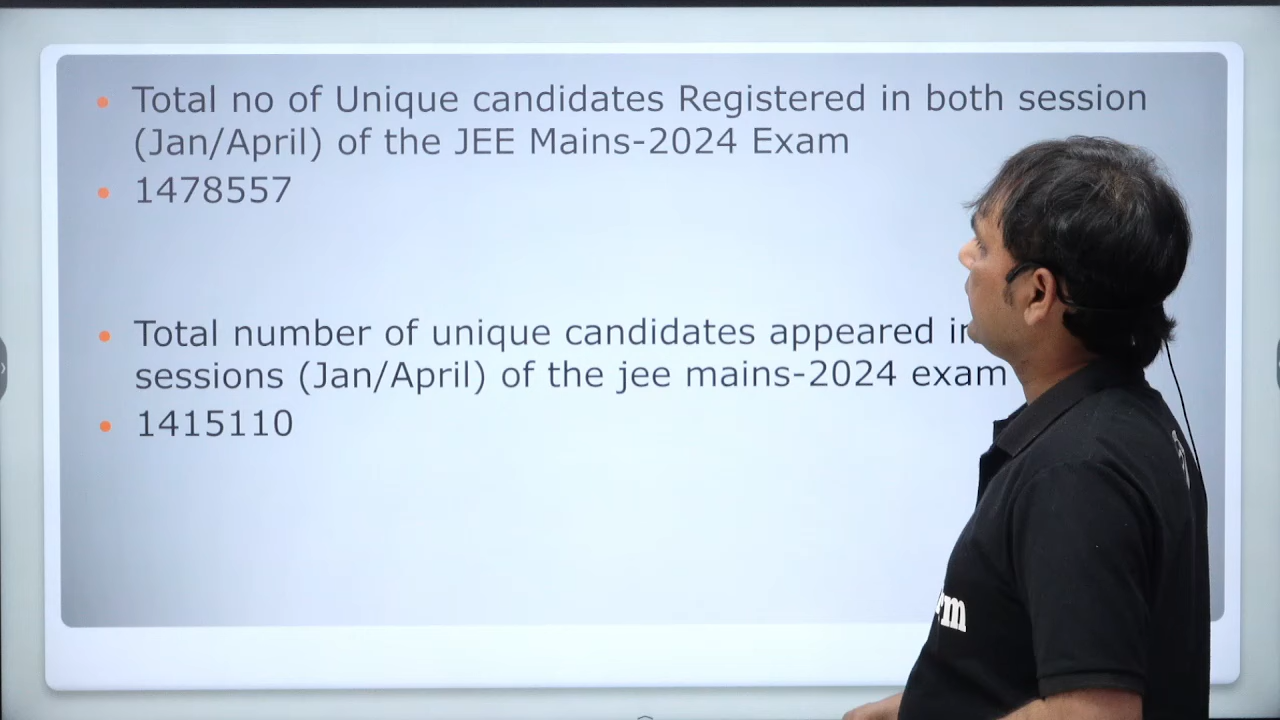 Total no of Unique candidates Registered in both session
(Jan/April) of the JEE Mains-2024 Exam
1478557
Total number of unique candidates appeared
sessions (Jan/April) of the jee mains-2024 exam
1415110